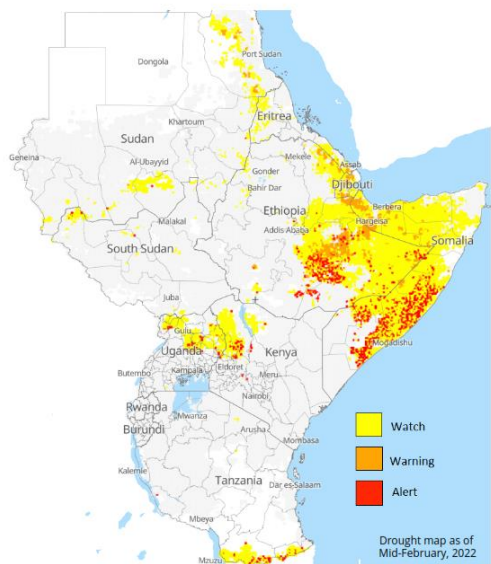 Port Sudan
Dongola
Khartoum
Eritrea
Sudan
Geneina
Al-Ubayyid
Mekele
Assab
Gonder
Djibouti
Bahir Dar
Berbera
Malakal
Ethiopia
Hargeisa
Addis Ababa
Somalia
South Sudan
Juba
Gulu
Mogadishu
Uganda
Kenya
Eldoret
Butembo
Kampala
Meru
Nairobi
Rwanda
Mwanza
Burundi
Arusha
Mombasa
Watch
Kalemie
Warning
Tanzania
Dar es-Salaam
Alert
Mbeya
Drought map as of
Mid-February, 2022
Mzuzu